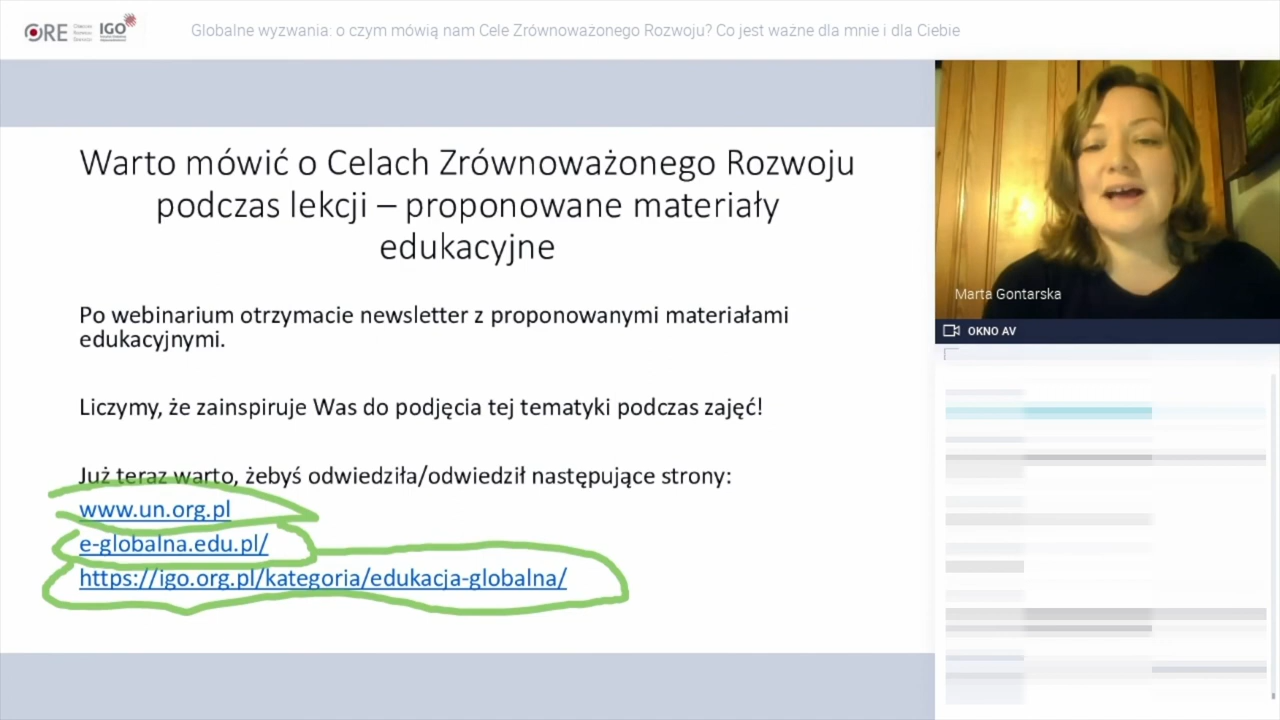 ORE
IGO
Globalne wyzwania: o czym mówią nam Cele Zrównoważonego Rozwoju? Co jest ważne dla mnie i dla Ciebie
Warto mówić o Celach Zrównoważonego Rozwoju
podczas lekcji – proponowane materiały
edukacyjne
Po webinarium otrzymacie newsletter z proponowanymi materiałami
edukacyjnymi.
Liczymy, że zainspiruje Was do podjęcia tej tematyki podczas zajęć!
Już teraz warto, żebyś odwiedziła/odwiedził następujące strony:
www.un.org.pl
e-globalna.edu.pl/
https://igo.org.pl/kategoria/edukacja-globalna/
Marta Gontarska
OKNO AV